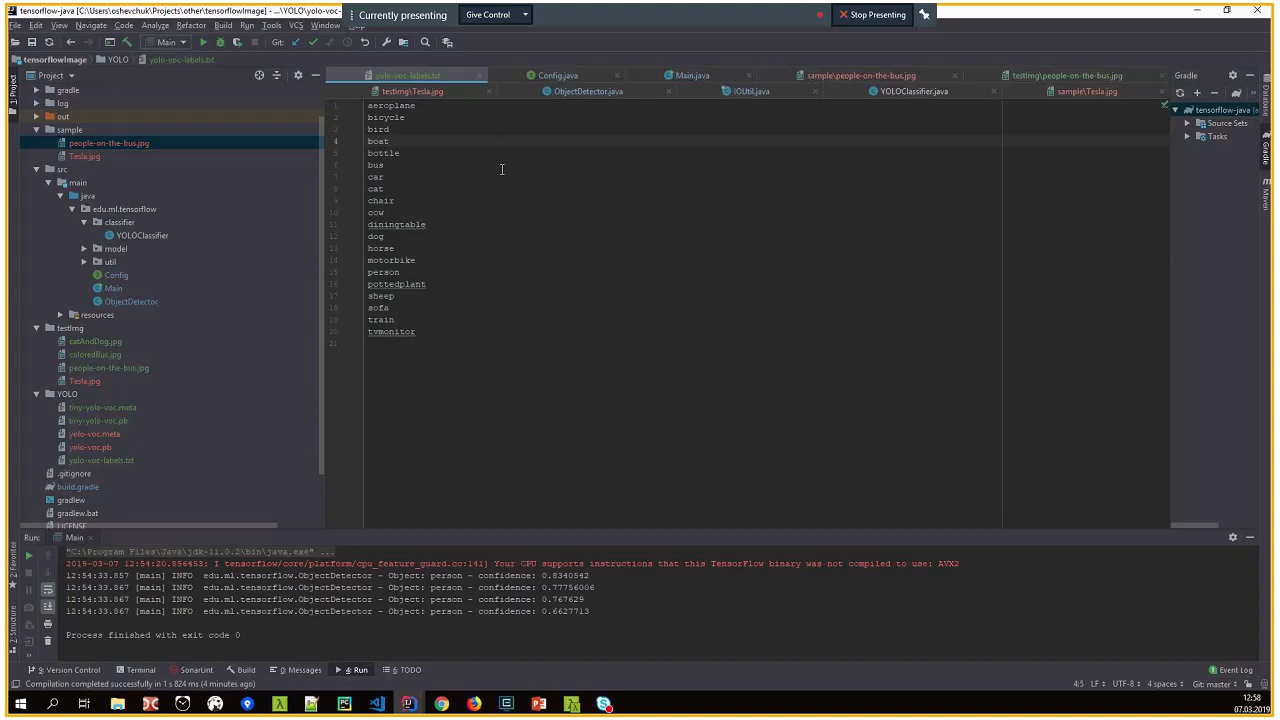 tensorflow-java [C:\Users\oshevchuk\Projects\other\tensorflowImage] - ...\YOLO\yolo-voc-
Currently presenting
Give Control
Stop Presenting
File Edit View Navigate Code Analyze Refactor Build Run Tools VCS
Main
Git:
tensorflowImage YOLO yolo-voc-labels.txt
Project
yolo-voc-labels.txt
Config.java
Main.java
sample\people-on-the-bus.jpg
testImg\people-on-the-bus.jpg
testImg\Tesla.jpg
ObjectDetector.java
IOUtil.java
YOLOClassifier.java
sample\Tesla.jpg
Gradle
tensorflow-java
Source Sets
Tasks
1: Project
2: Favorites
Z: Structure
Database
Gradle
Maven
gradle
log
out
sample
people-on-the-bus.jpg
Tesla.jpg
src
main
java
edu.ml.tensorflow
classifier
YOLOClassifier
model
util
Config
Main
ObjectDetector
resources
testImg
catAndDog.jpg
coloredBus.jpg
people-on-the-bus.jpg
Tesla.jpg
YOLO
tiny-yolo-voc.meta
tiny-yolo-voc.pb
yolo-voc.meta
yolo-voc.pb
yolo-voc-labels.txt
.gitignore
build.gradle
gradlew
gradlew.bat
LICENSE
1 aeroplane
2 bicycle
3 bird
4 boat
5 bottle
6 bus
7 car
8 cat
9 chair
10 cow
11 diningtable
12 dog
13 horse
14 motorbike
15 person
16 pottedplant
17 sheep
18 sofa
19 train
20 tvmonitor
21
Run: Main
"C:\Program Files\Java\jdk-11.0.2\bin\java.exe" ...
2019-03-07 12:54:20.856453: I tensorflow/core/platform/cpu_feature_guard.cc:141] Your CPU supports instructions that this TensorFlow binary was not compiled to use: AVX2
12:54:33.857 [main] INFO edu.ml.tensorflow.ObjectDetector - Object: person - confidence: 0.8340542
12:54:33.867 [main] INFO edu.ml.tensorflow.ObjectDetector - Object: person - confidence: 0.77756006
12:54:33.867 [main] INFO edu.ml.tensorflow.ObjectDetector - Object: person - confidence: 0.767629
12:54:33.867 [main] INFO edu.ml.tensorflow.ObjectDetector - Object: person - confidence: 0.6627713
Process finished with exit code 0
9: Version Control Terminal SonarLint Build 0: Messages 4: Run 6: TODO Event Log
Compilation completed successfully in 1 s 824 ms (4 minutes ago)
4:5 LF UTF-8 4 spaces Git: master
12:58
07.03.2019